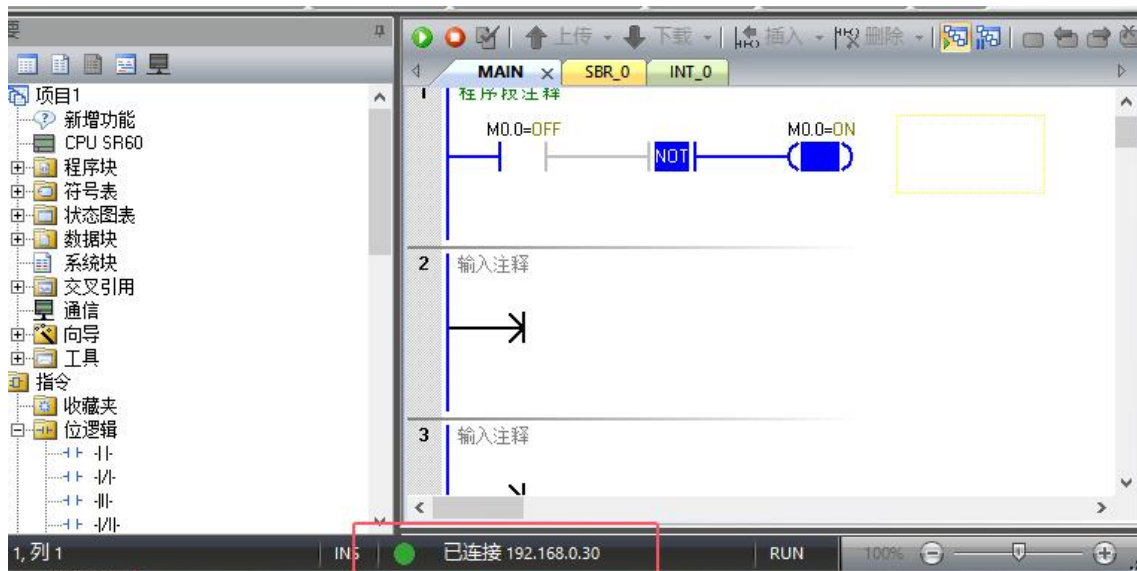 要
项目1
新增功能
CPU SR60
程序块
符号表
状态图表
数据块
系统块
交叉引用
通信
向导
工具
指令
收藏夹
位逻辑
-| |-
-|/|-
-|I|-
-|/I|-
上传 下载 插入 删除
MAIN SBR_0 INT_0
1 程序段注释
M0.0=OFF M0.0=ON
NOT
2 输入注释
3 输入注释
1, 列 1 INS 已连接 192.168.0.30 RUN 100%